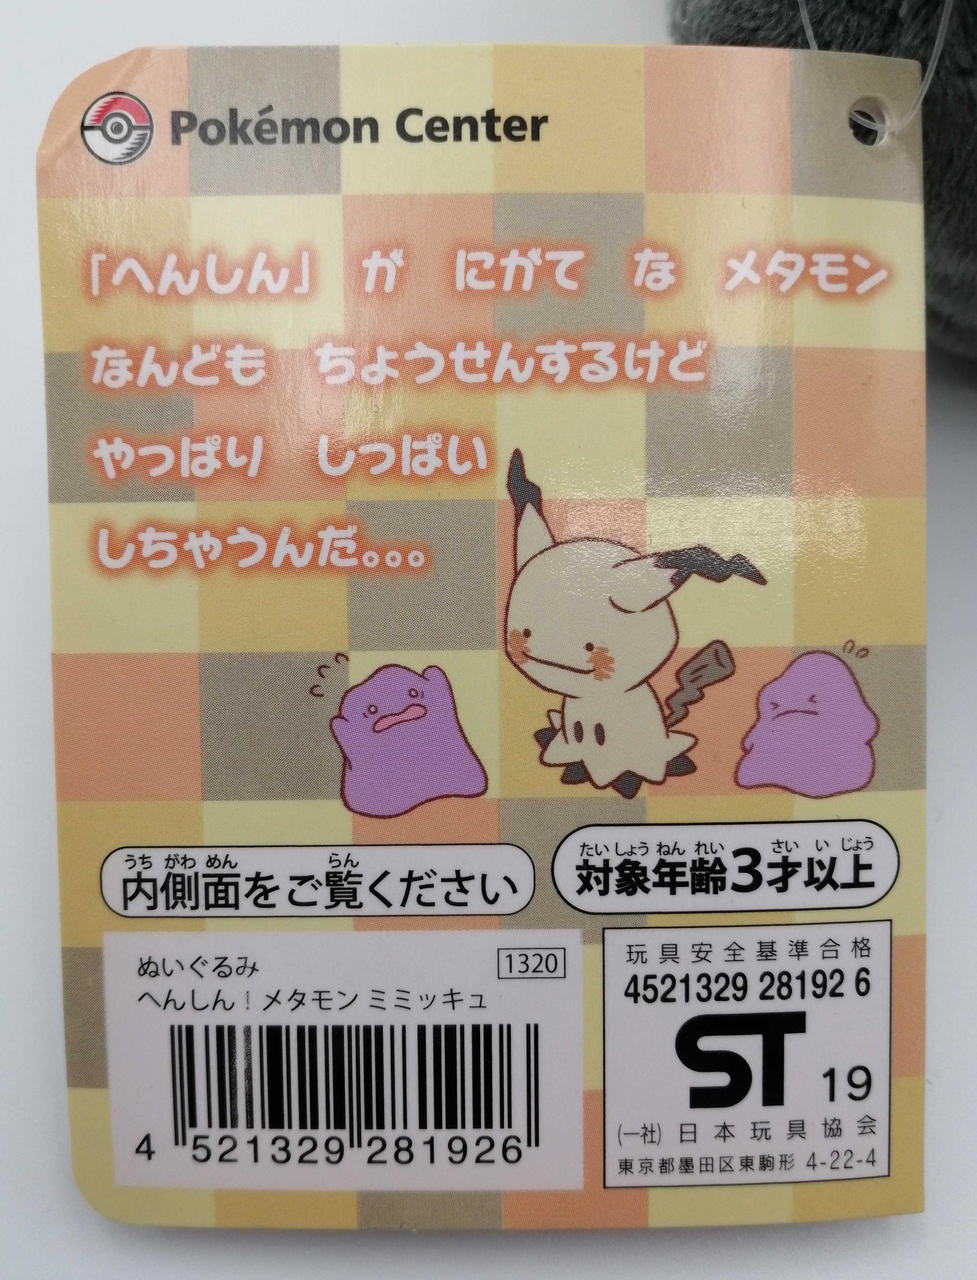 Pokémon Center
「へんしん」 が にがて な メタモン
なんども ちょうせんするけど
やっぱり しっぱい
しちゃうんだ。。。
うち がわ めん らん
内側面をご覧ください
たいしょう ねん れい さい い じょう
対象年齢3才以上
ぬいぐるみ
1320
へんしん!メタモン ミミッキュ
4 521329 281926
玩具安全基準合格
4521329 28192 6
ST 19
(一社) 日本玩具協会
東京都墨田区東駒形 4-22-4